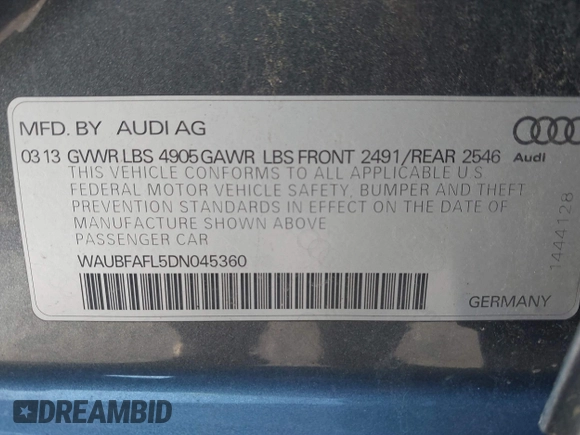 MFD. BY AUDI AG
03 13 GVWR LBS 4905 GAWR LBS FRONT 2491/REAR 2546
Audi
THIS VEHICLE CONFORMS TO ALL APPLICABLE U.S.
FEDERAL MOTOR VEHICLE SAFETY, BUMPER AND THEFT
PREVENTION STANDARDS IN EFFECT ON THE DATE OF
MANUFACTURE SHOWN ABOVE
PASSENGER CAR
WAUBFAFL5DN045360
GERMANY
1444128
DREAMBID